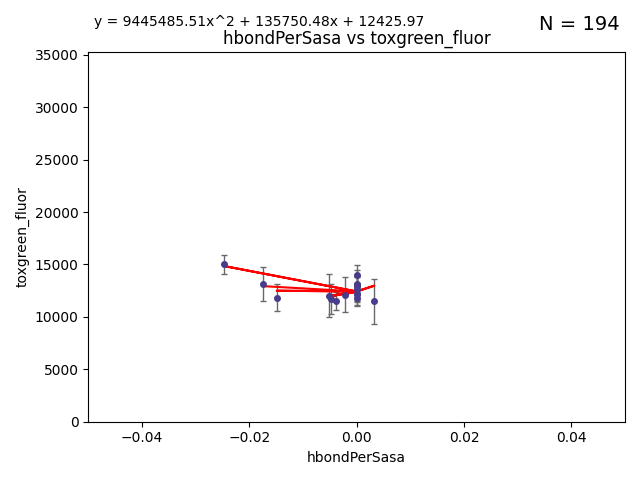 y = 9445485.51x^2 + 135750.48x + 12425.97
N = 194
hbondPerSasa vs toxgreen_fluor
35000
30000
25000
20000
15000
10000
5000
0
toxgreen_fluor
−0.04
−0.02
0.00
0.02
0.04
hbondPerSasa